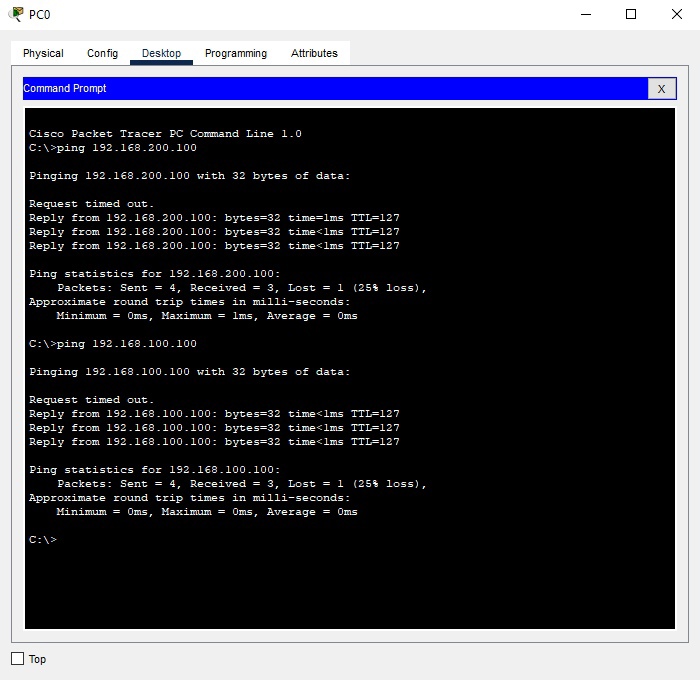 PC0
Physical Config Desktop Programming Attributes
Command Prompt
X
Cisco Packet Tracer PC Command Line 1.0
C:\>ping 192.168.200.100
Pinging 192.168.200.100 with 32 bytes of data:
Request timed out.
Reply from 192.168.200.100: bytes=32 time=1ms TTL=127
Reply from 192.168.200.100: bytes=32 time<1ms TTL=127
Reply from 192.168.200.100: bytes=32 time<1ms TTL=127
Ping statistics for 192.168.200.100:
Packets: Sent = 4, Received = 3, Lost = 1 (25% loss),
Approximate round trip times in milli-seconds:
Minimum = 0ms, Maximum = 1ms, Average = 0ms
C:\>ping 192.168.100.100
Pinging 192.168.100.100 with 32 bytes of data:
Request timed out.
Reply from 192.168.100.100: bytes=32 time<1ms TTL=127
Reply from 192.168.100.100: bytes=32 time<1ms TTL=127
Reply from 192.168.100.100: bytes=32 time<1ms TTL=127
Ping statistics for 192.168.100.100:
Packets: Sent = 4, Received = 3, Lost = 1 (25% loss),
Approximate round trip times in milli-seconds:
Minimum = 0ms, Maximum = 0ms, Average = 0ms
C:\>
Top